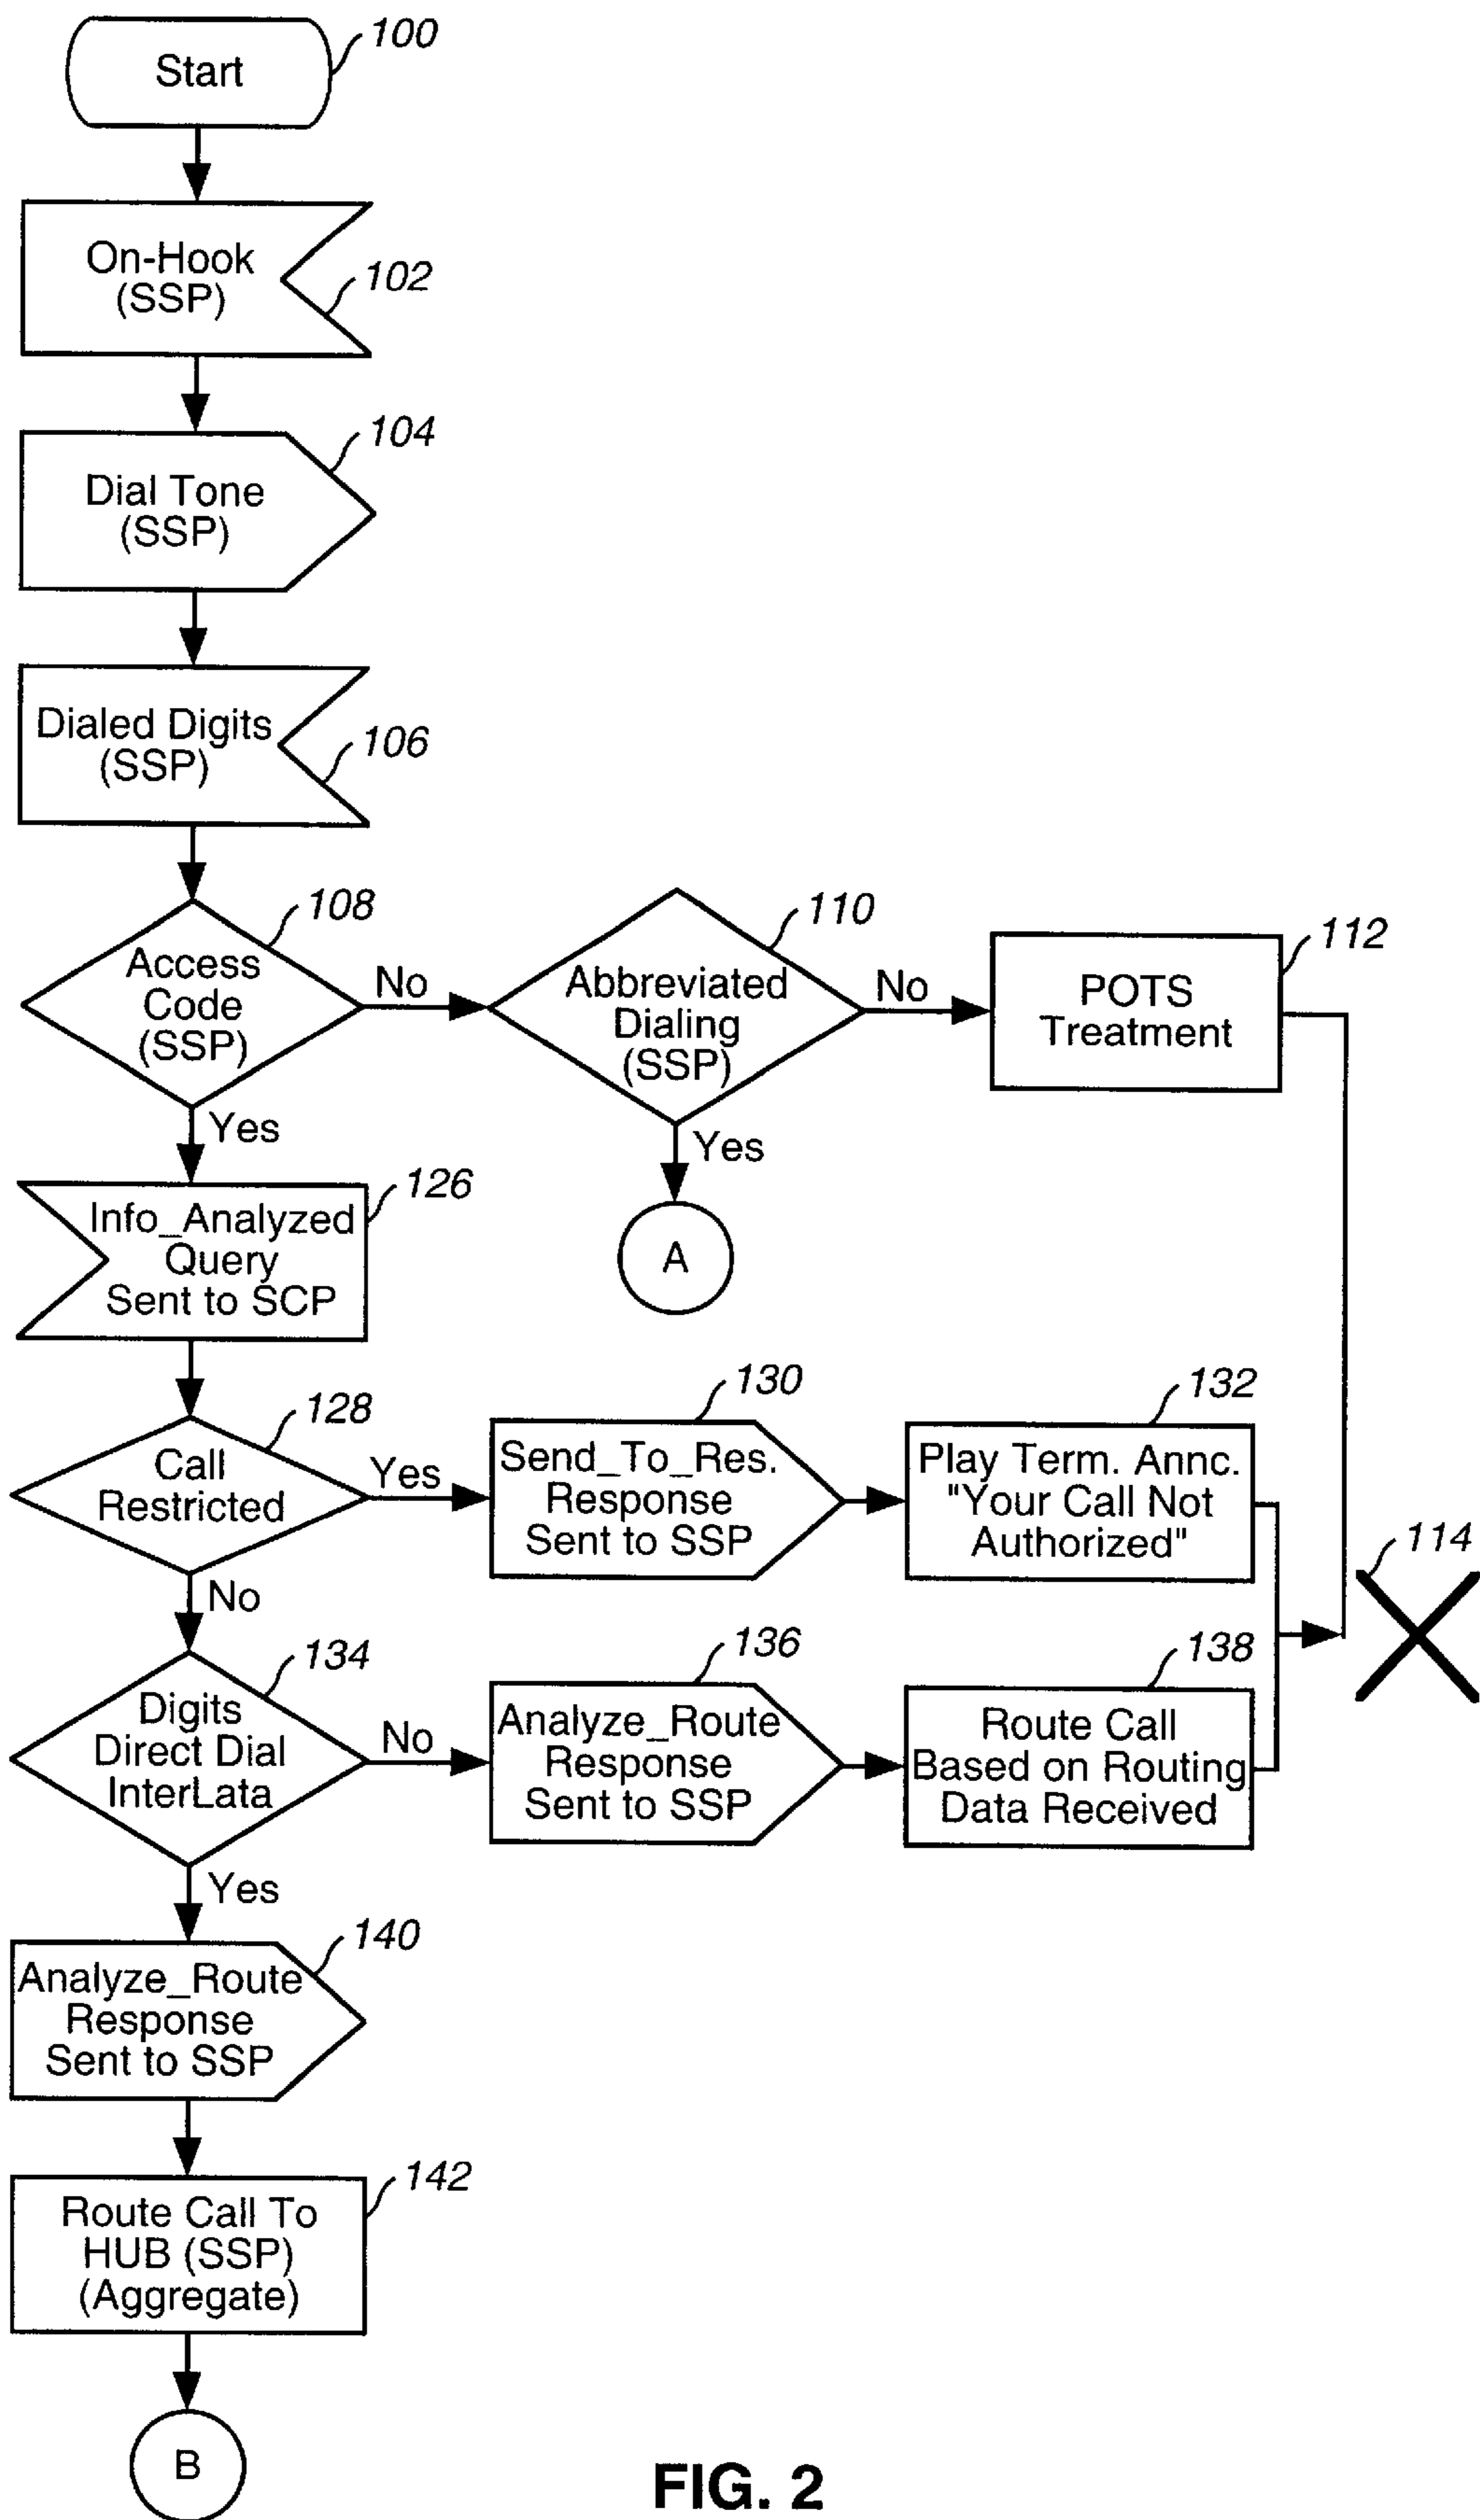 100
Start
On-Hook
(SSP)
102
104
Dial Tone
(SSP)
Dialed Digits
(SSP)
106
108
Access
Code
(SSP)
No
110
Abbreviated
Dialing
(SSP)
No
112
POTS
Treatment
Yes
Yes
126
Info_Analyzed
Query
Sent to SCP
A
128
Call
Restricted
Yes
130
Send_To_Res.
Response
Sent to SSP
132
Play Term. Annc.
"Your Call Not
Authorized"
114
No
134
Digits
Direct Dial
InterLata
No
136
Analyze_Route
Response
Sent to SSP
138
Route Call
Based on Routing
Data Received
Yes
140
Analyze_Route
Response
Sent to SSP
142
Route Call To
HUB (SSP)
(Aggregate)
B
FIG. 2